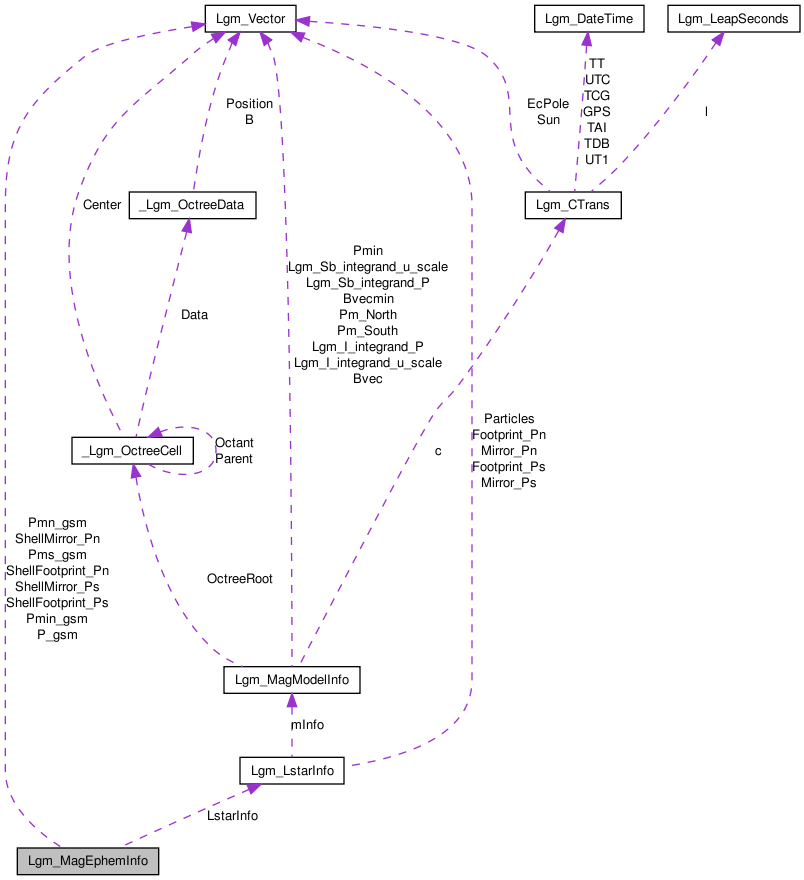 Lgm_Vector
Lgm_DateTime
Lgm_LeapSeconds
TT
UTC
TCG
GPS
TAI
TDB
UT1
EcPole
Sun
l
Position
B
Center
_Lgm_OctreeData
Lgm_CTrans
Pmin
Lgm_Sb_integrand_u_scale
Lgm_Sb_integrand_P
Bvecmin
Pm_North
Pm_South
Lgm_I_integrand_P
Lgm_I_integrand_u_scale
Bvec
Data
_Lgm_OctreeCell
Octant
Parent
c
Particles
Footprint_Pn
Mirror_Pn
Footprint_Ps
Mirror_Ps
Pmn_gsm
ShellMirror_Pn
Pms_gsm
ShellFootprint_Pn
ShellMirror_Ps
ShellFootprint_Ps
Pmin_gsm
P_gsm
OctreeRoot
Lgm_MagModelInfo
mInfo
Lgm_LstarInfo
LstarInfo
Lgm_MagEphemInfo